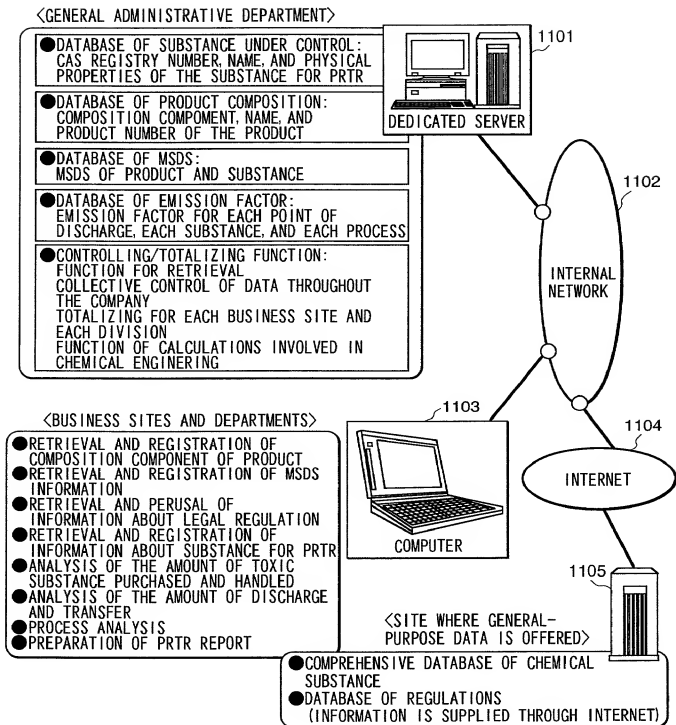 <GENERAL ADMINISTRATIVE DEPARTMENT>
●DATABASE OF SUBSTANCE UNDER CONTROL:
CAS REGISTRY NUMBER, NAME, AND PHYSICAL
PROPERTIES OF THE SUBSTANCE FOR PRTR
●DATABASE OF PRODUCT COMPOSITION:
COMPOSITION COMPOMENT, NAME, AND
PRODUCT NUMBER OF THE PRODUCT
●DATABASE OF MSDS:
MSDS OF PRODUCT AND SUBSTANCE
●DATABASE OF EMISSION FACTOR:
EMISSION FACTOR FOR EACH POINT OF
DISCHARGE, EACH SUBSTANCE, AND EACH PROCESS
●CONTROLLING/TOTALIZING FUNCTION:
FUNCTION FOR RETRIEVAL
COLLECTIVE CONTROL OF DATA THROUGHOUT
THE COMPANY
TOTALIZING FOR EACH BUSINESS SITE AND
EACH DIVISION
FUNCTION OF CALCULATIONS INVOLVED IN
CHEMICAL ENGINERING
1101
DEDICATED SERVER
1102
INTERNAL
NETWORK
1103
COMPUTER
1104
INTERNET
1105
<BUSINESS SITES AND DEPARTMENTS>
●RETRIEVAL AND REGISTRATION OF
COMPOSITION COMPONENT OF PRODUCT
●RETRIEVAL AND REGISTRATION OF MSDS
INFORMATION
●RETRIEVAL AND PERUSAL OF
INFORMATION ABOUT LEGAL REGULATION
●RETRIEVAL AND REGISTRATION OF
INFORMATION ABOUT SUBSTANCE FOR PRTR
●ANALYSIS OF THE AMOUNT OF TOXIC
SUBSTANCE PURCHASED AND HANDLED
●ANALYSIS OF THE AMOUNT OF DISCHARGE
AND TRANSFER
●PROCESS ANALYSIS
●PREPARATION OF PRTR REPORT
<SITE WHERE GENERAL-
PURPOSE DATA IS OFFERED>
●COMPREHENSIVE DATABASE OF CHEMICAL
SUBSTANCE
●DATABASE OF REGULATIONS
(INFORMATION IS SUPPLIED THROUGH INTERNET)